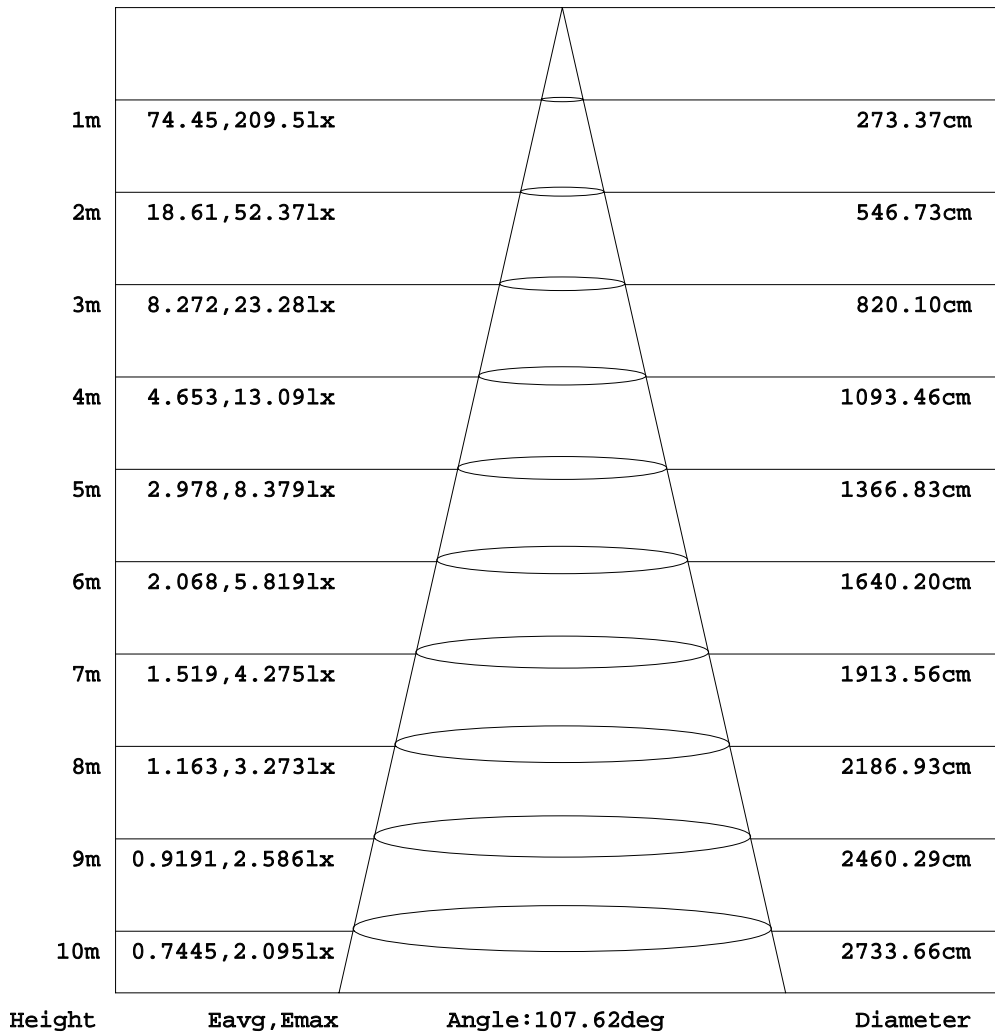 1m 74.45,209.5lx 273.37cm
2m 18.61,52.37lx 546.73cm
3m 8.272,23.28lx 820.10cm
4m 4.653,13.09lx 1093.46cm
5m 2.978,8.379lx 1366.83cm
6m 2.068,5.819lx 1640.20cm
7m 1.519,4.275lx 1913.56cm
8m 1.163,3.273lx 2186.93cm
9m 0.9191,2.586lx 2460.29cm
10m 0.7445,2.095lx 2733.66cm
Height Eavg,Emax Angle:107.62deg Diameter